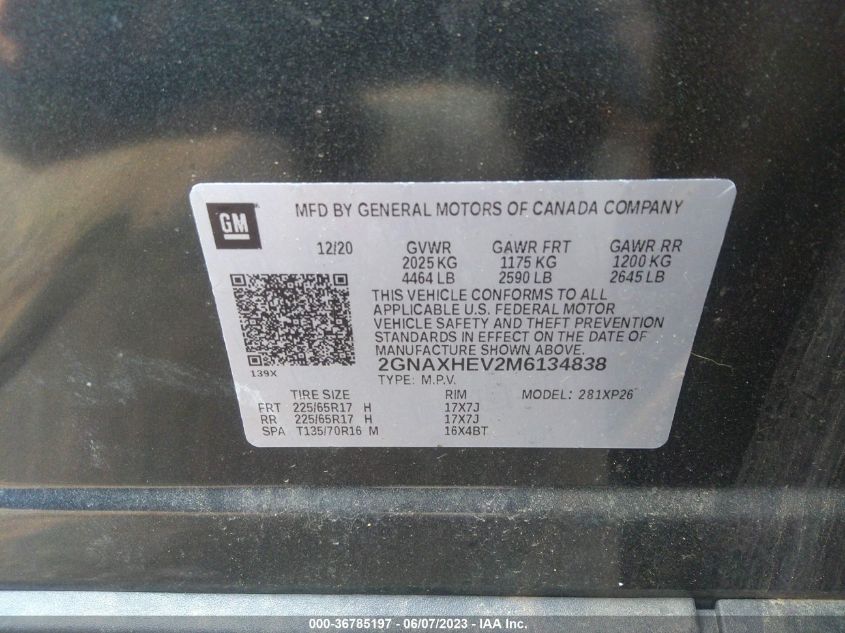 GM
MFD BY GENERAL MOTORS OF CANADA COMPANY
12/20 GVWR GAWR FRT GAWR RR
2025 KG 1175 KG 1200 KG
4464 LB 2590 LB 2645 LB
THIS VEHICLE CONFORMS TO ALL
APPLICABLE U.S. FEDERAL MOTOR
VEHICLE SAFETY AND THEFT PREVENTION
STANDARDS IN EFFECT ON THE DATE OF
MANUFACTURE SHOWN ABOVE.
139X
2GNAXHEV2M6134838
TYPE: M.P.V.
TIRE SIZE RIM MODEL: 281XP26
FRT 225/65R17 H 17X7J
RR 225/65R17 H 17X7J
SPA T135/70R16 M 16X4BT
000-36785197 - 06/07/2023 - IAA Inc.